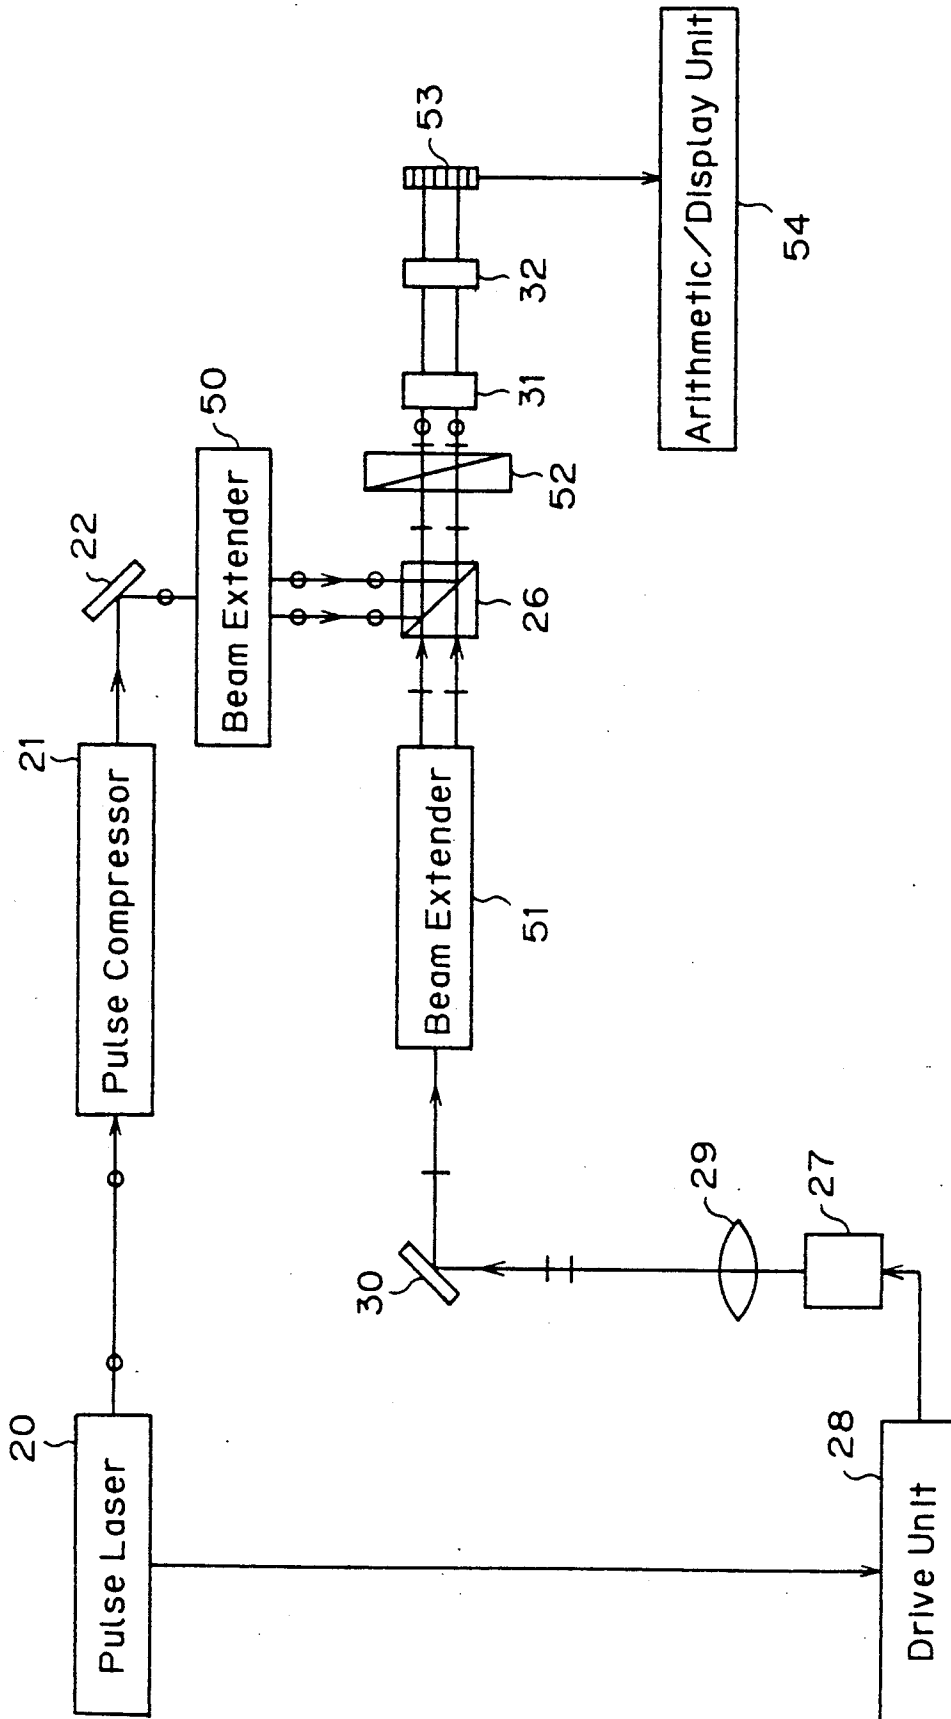 20
Pulse Laser
21
Pulse Compressor
22
50
Beam Extender
30
51
Beam Extender
26
52
31
32
53
29
27
28
Drive Unit
54
Arithmetic/Display Unit